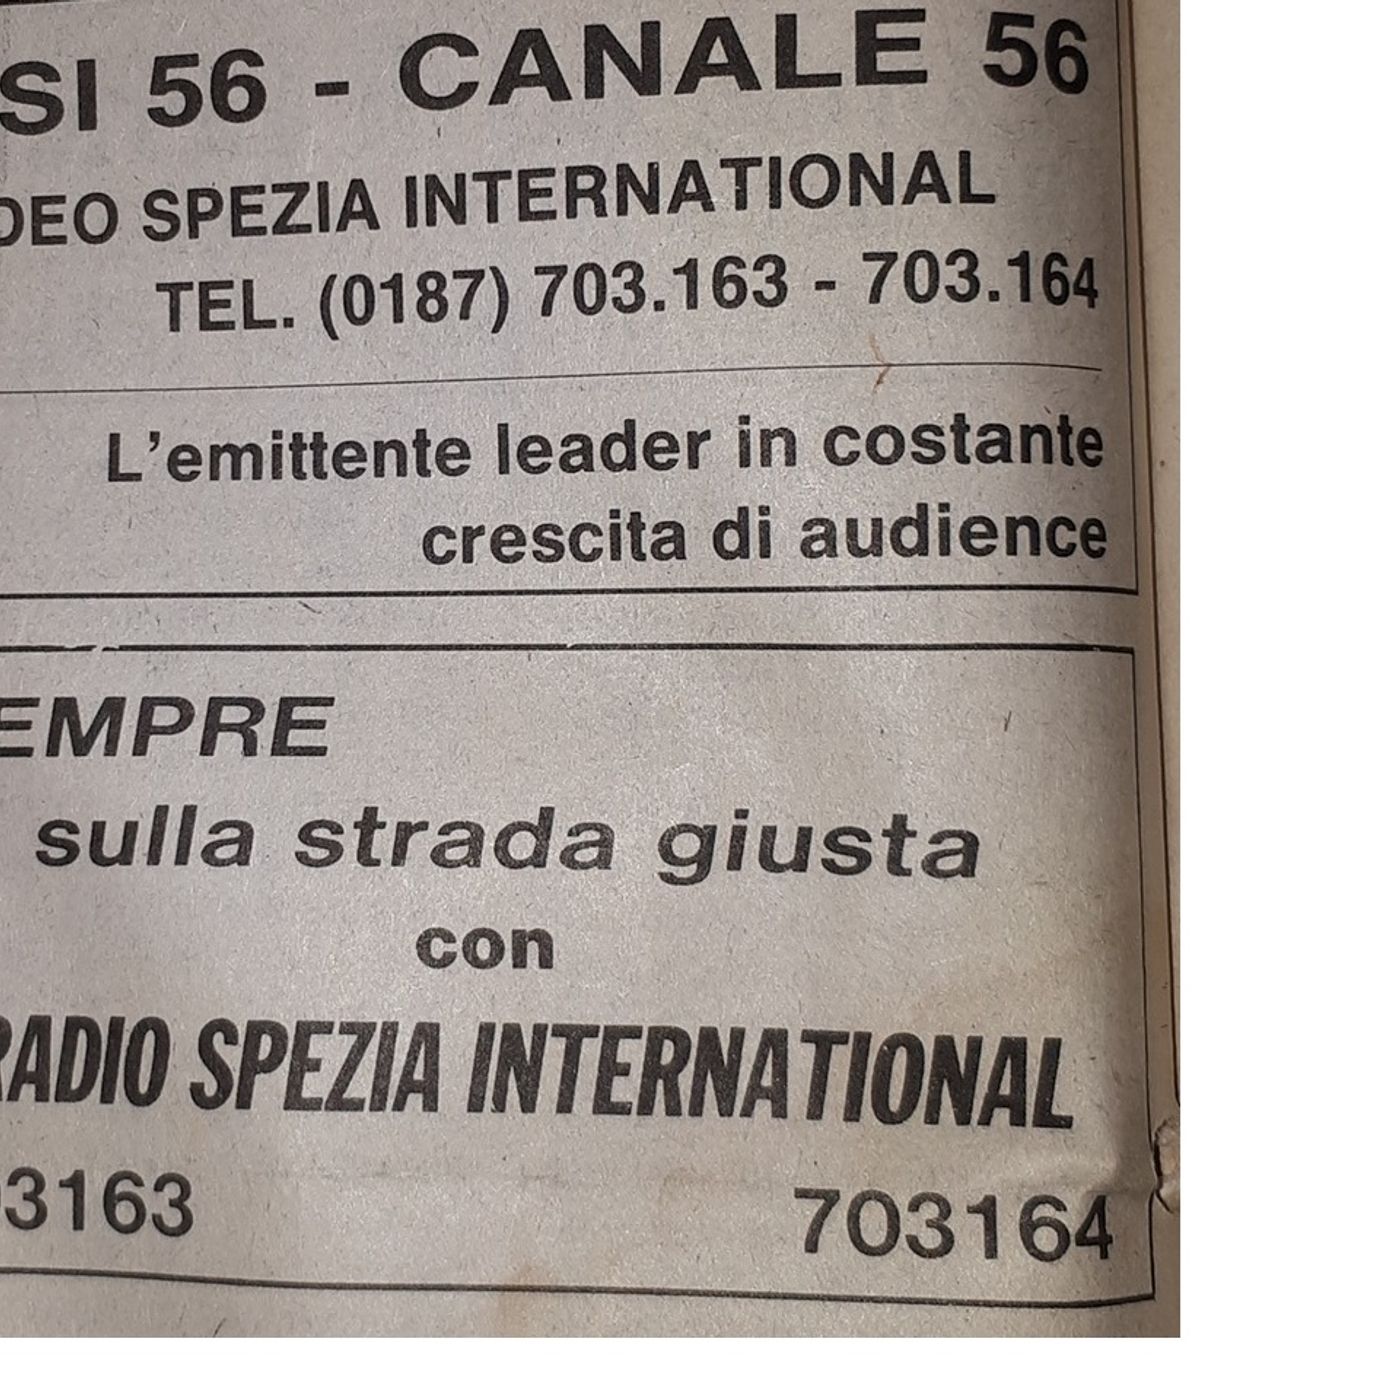 SI 56 - CANALE 56
DEO SPEZIA INTERNATIONAL
TEL. (0187) 703.163 - 703.164
L'emittente leader in costante
crescita di audience
EMPRE
sulla strada giusta
con
RADIO SPEZIA INTERNATIONAL
03163 703164